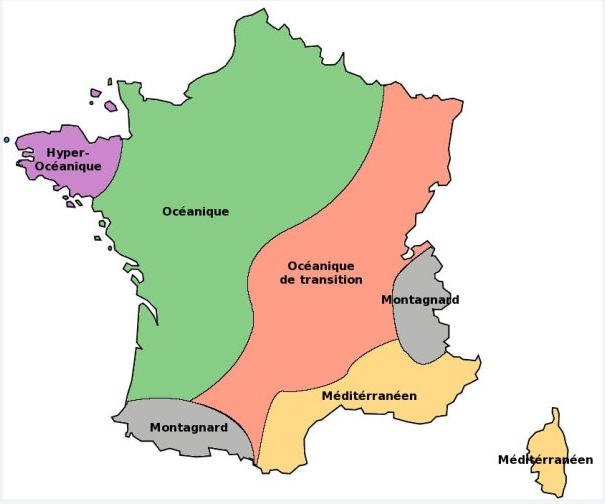 Hyper-
Océanique
Océanique
Océanique
de transition
Montagnard
Méditérranéen
Montagnard
Méditérranéen